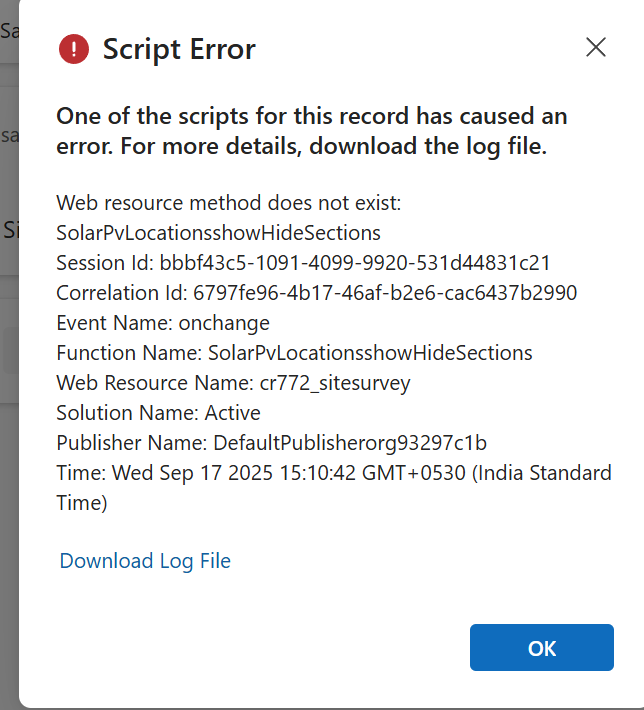 Sa
sa
Si
Script Error
One of the scripts for this record has caused an
error. For more details, download the log file.
Web resource method does not exist:
SolarPvLocationsshowHideSections
Session Id: bbbf43c5-1091-4099-9920-531d44831c21
Correlation Id: 6797fe96-4b17-46af-b2e6-cac6437b2990
Event Name: onchange
Function Name: SolarPvLocationsshowHideSections
Web Resource Name: cr772_sitesurvey
Solution Name: Active
Publisher Name: DefaultPublisherorg93297c1b
Time: Wed Sep 17 2025 15:10:42 GMT+0530 (India Standard
Time)
Download Log File
OK